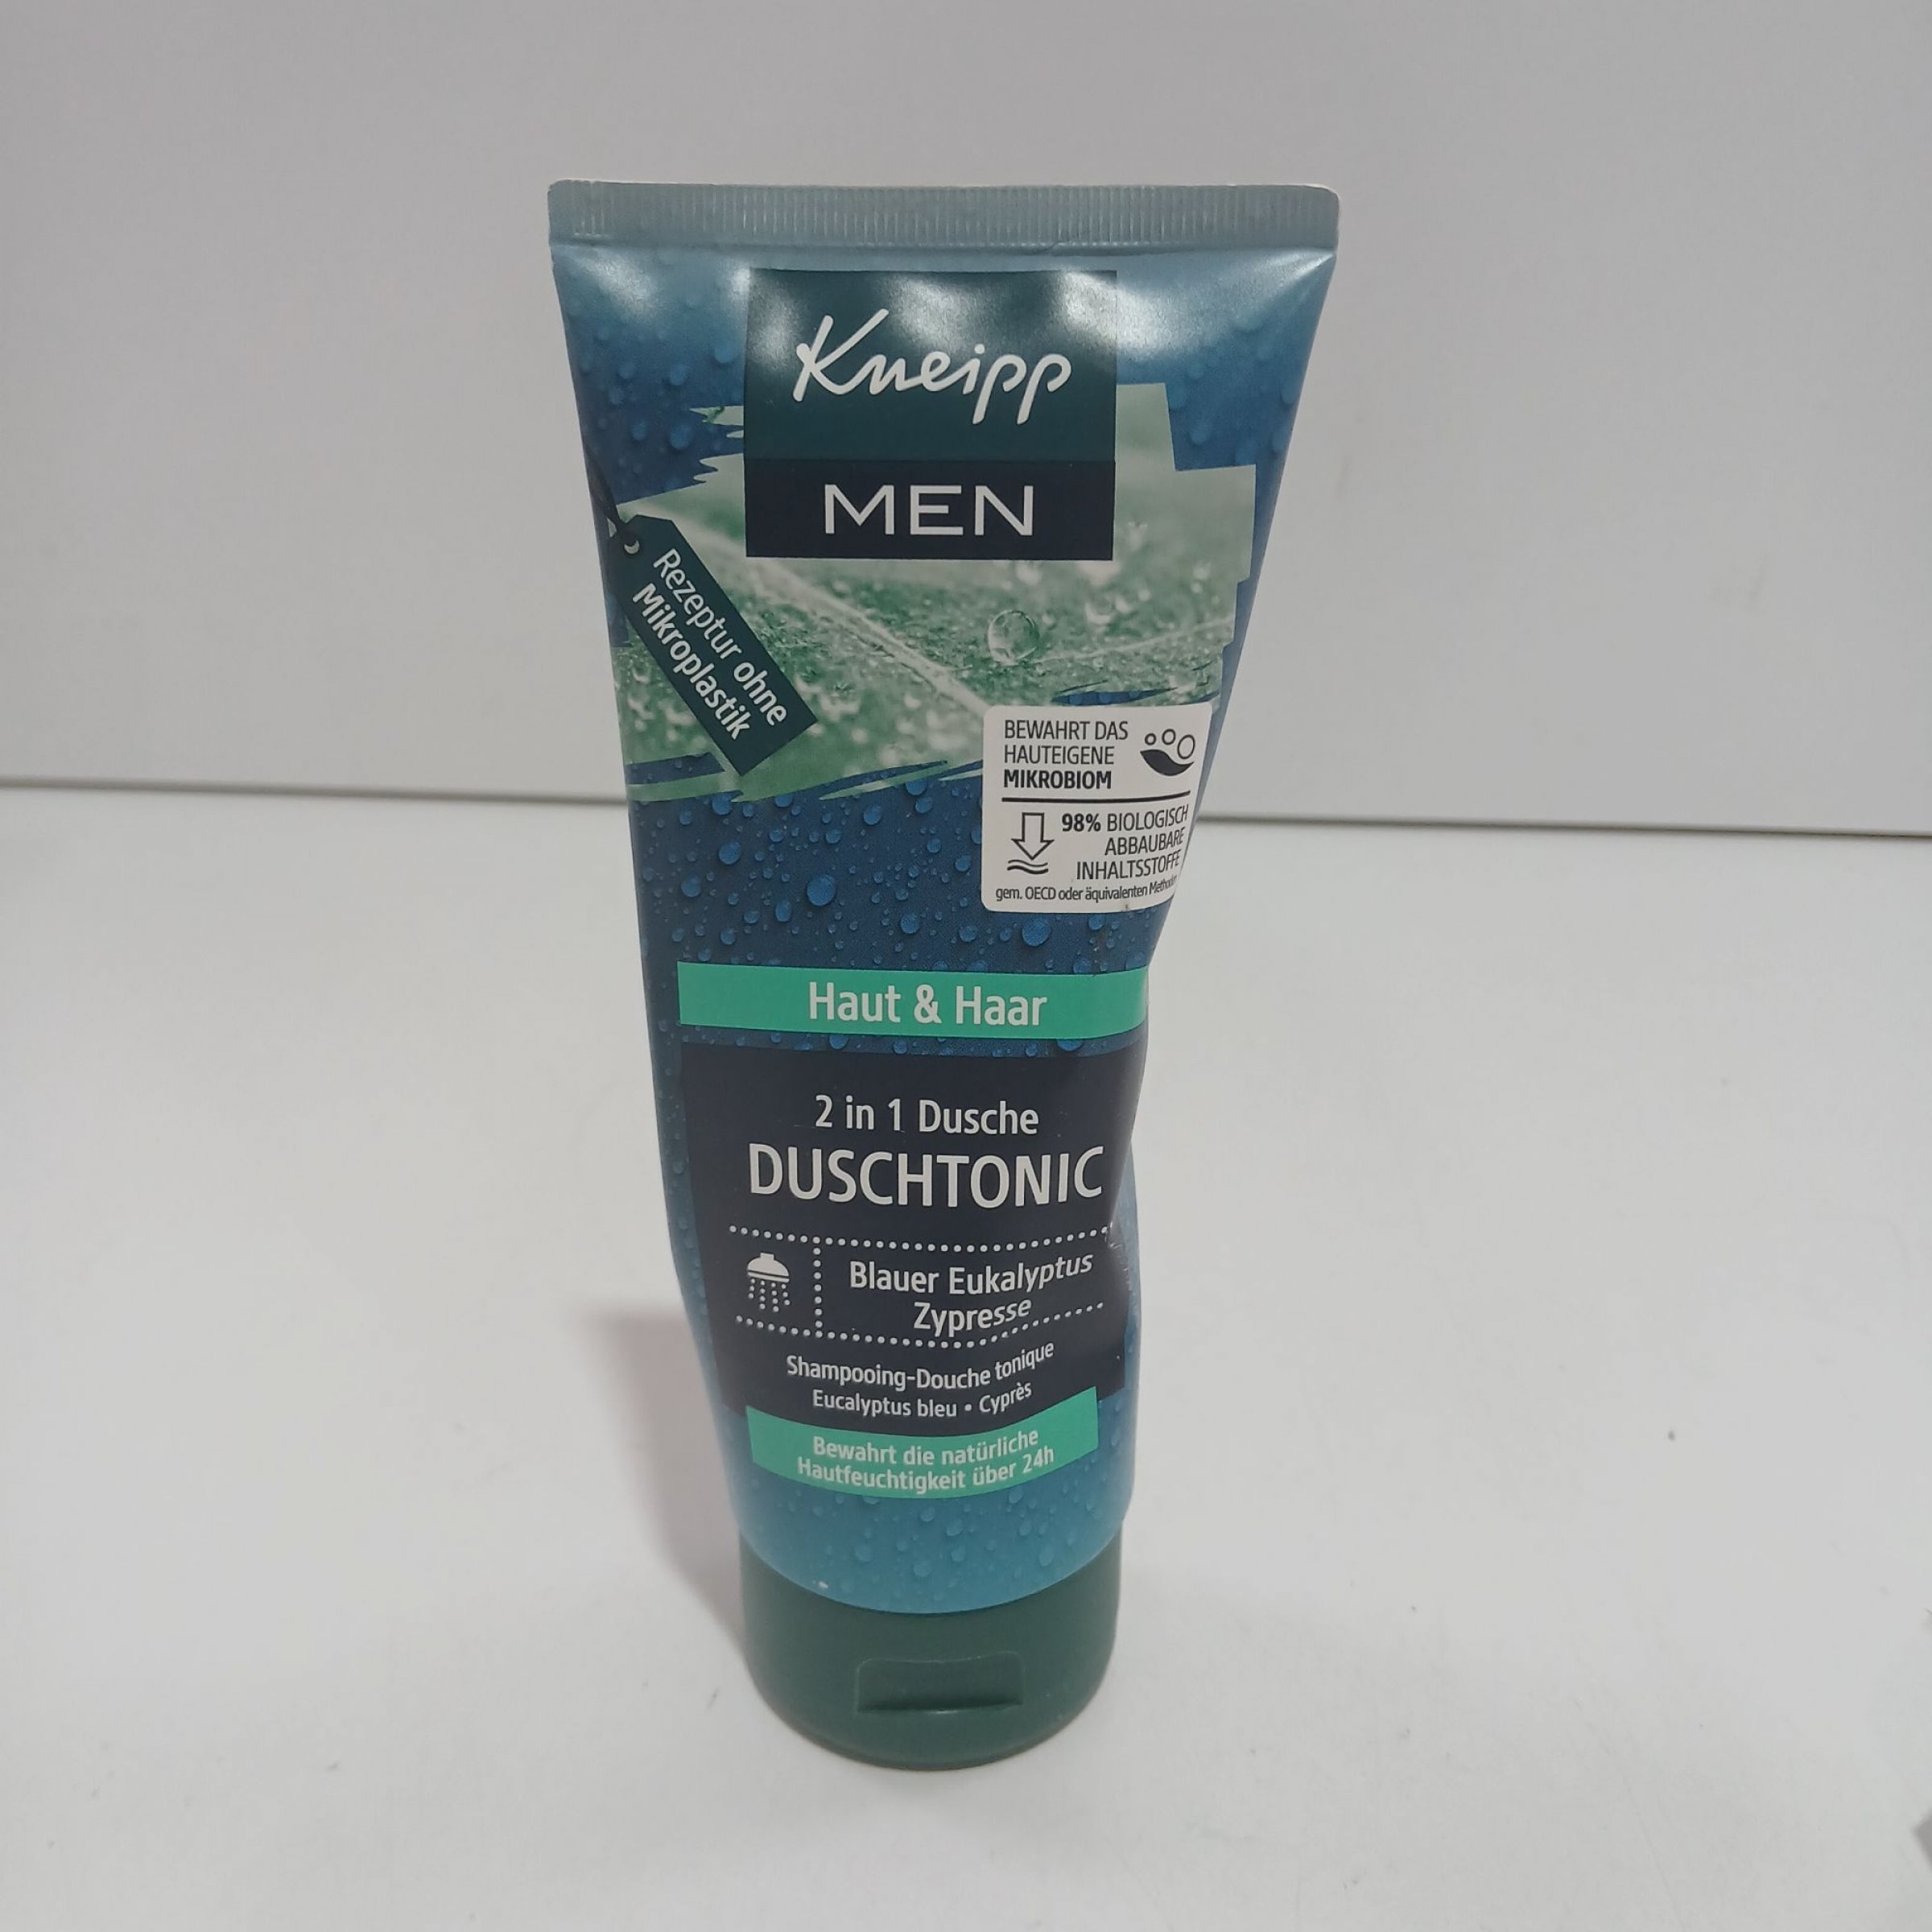 Kneipp
MEN
Rezeptur ohne
Mikroplastik
BEWAHRT DAS
HAUTEIGENE
MIKROBIOM
98% BIOLOGISCH
ABBAUBARE
INHALTSSTOFFE
gem. OECD oder äquivalenten Methoden
Haut & Haar
2 in 1 Dusche
DUSCHTONIC
Blauer Eukalyptus
Zypresse
Shampooing-Douche tonique
Eucalyptus bleu • Cyprès
Bewahrt die natürliche
Hautfeuchtigkeit über 24h